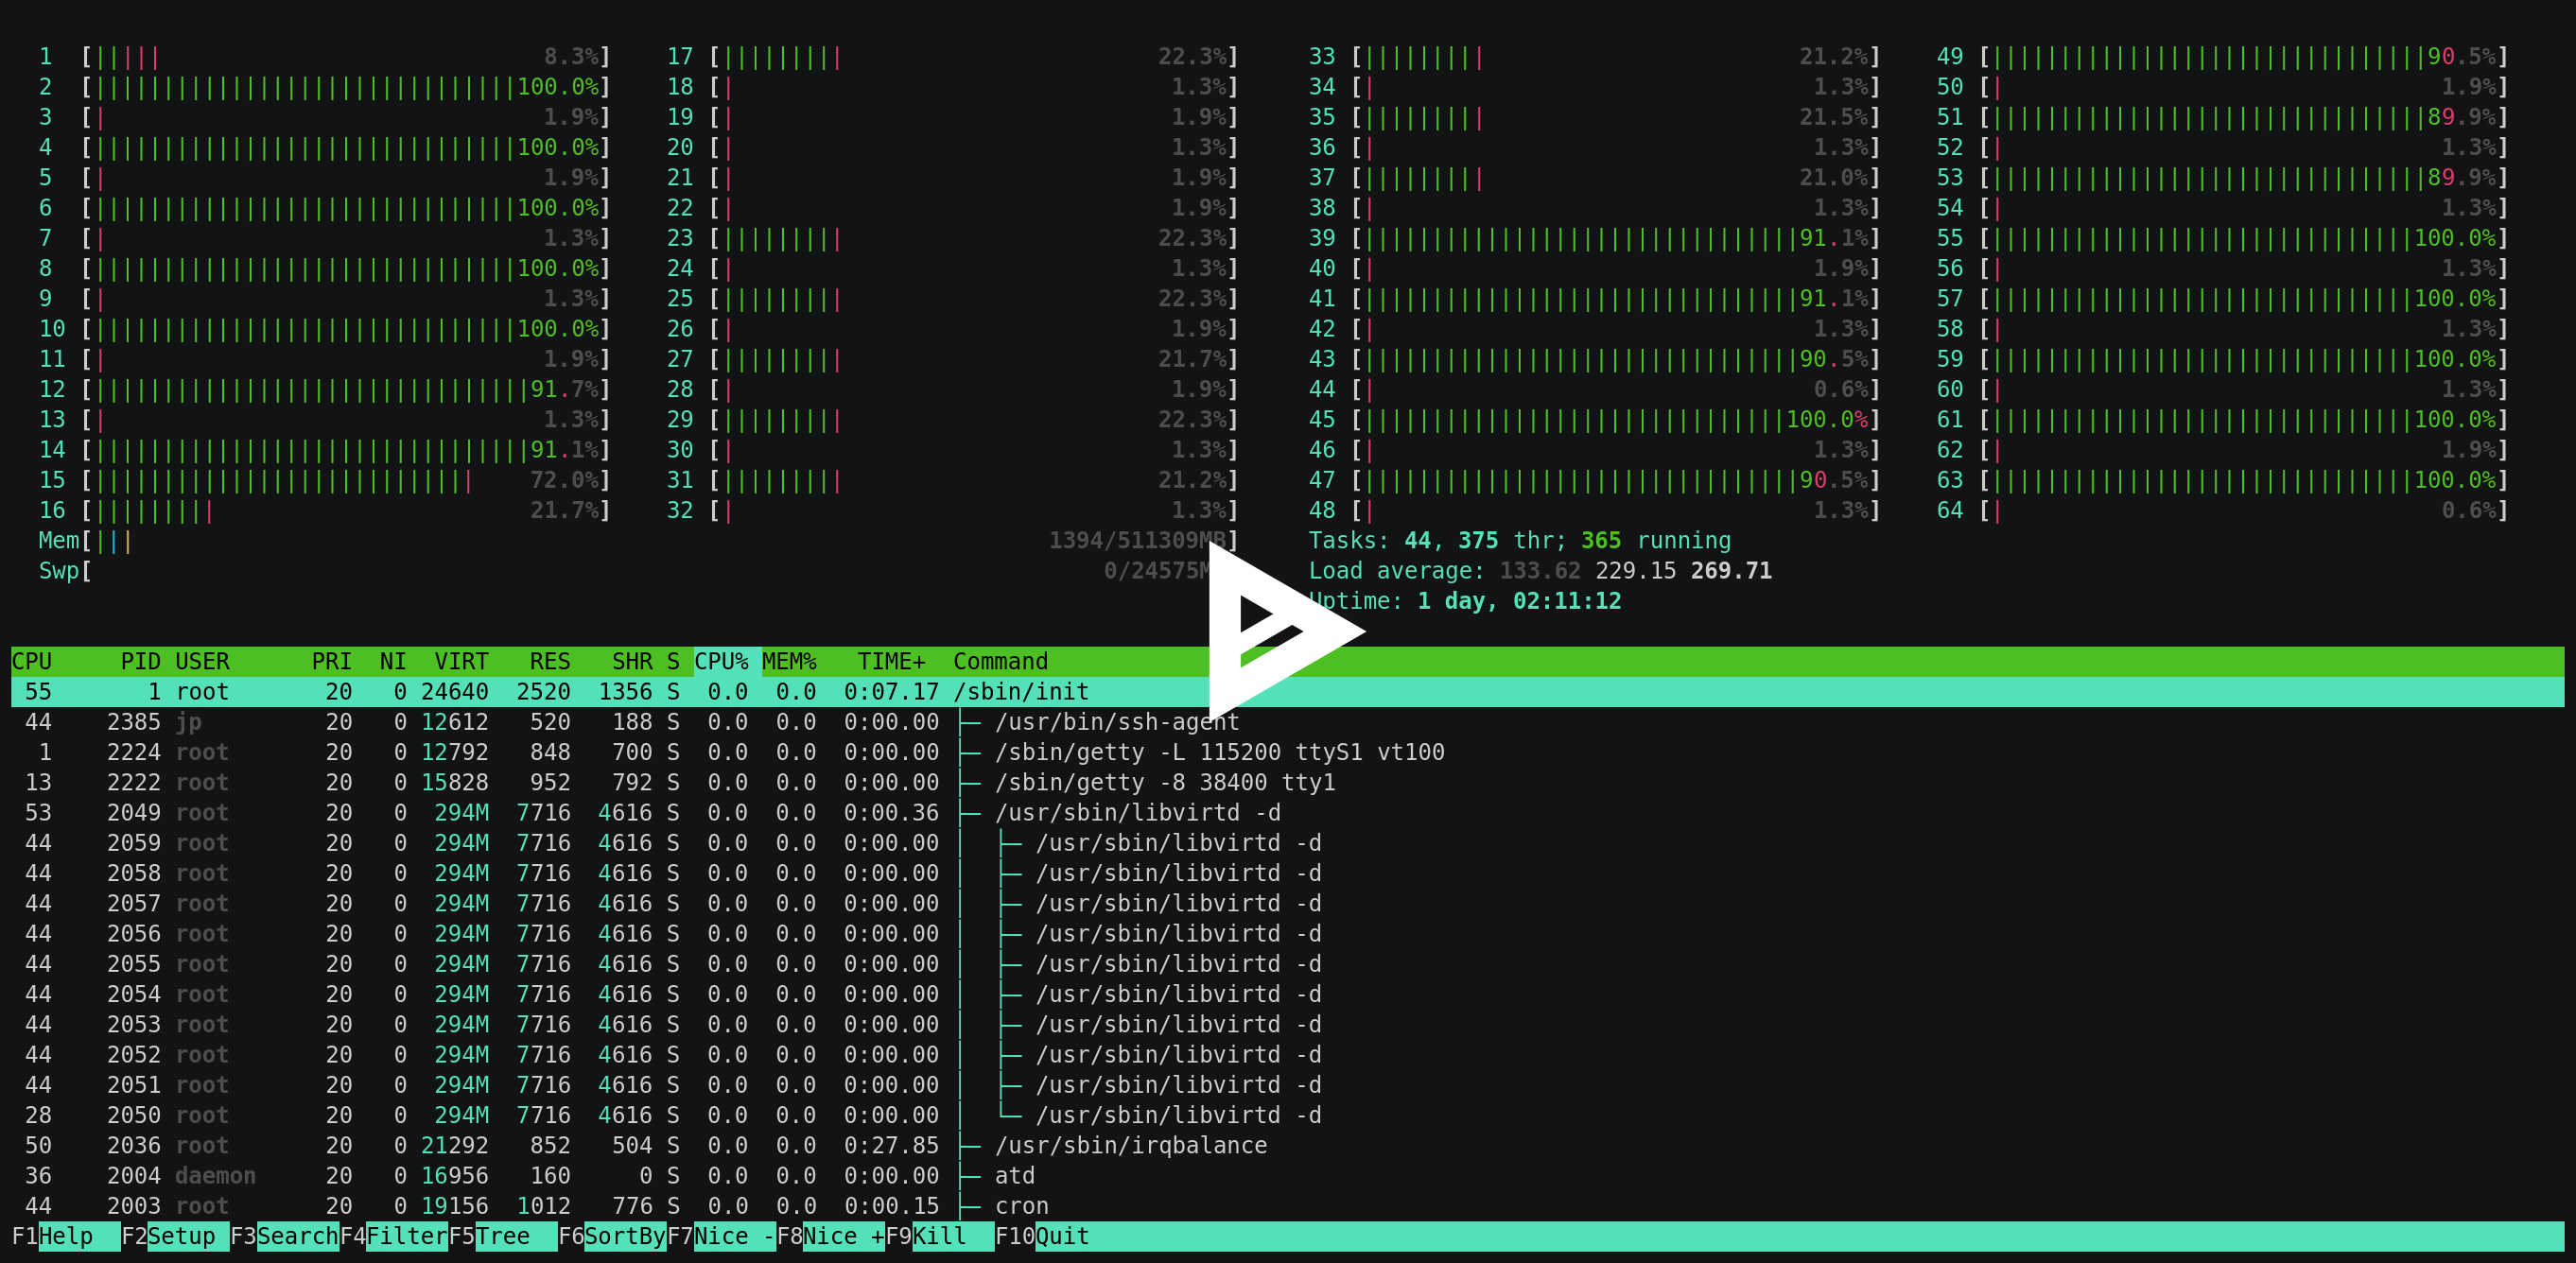 1 [||||| 8.3%] 17 [||||||||| 22.3%] 33 [||||||||| 21.2%] 49 [||||||||||||||||||||||||||||||||90.5%]
2 [|||||||||||||||||||||||||||||||100.0%] 18 [| 1.3%] 34 [| 1.3%] 50 [| 1.9%]
3 [| 1.9%] 19 [| 1.9%] 35 [||||||||| 21.5%] 51 [||||||||||||||||||||||||||||||||89.9%]
4 [|||||||||||||||||||||||||||||||100.0%] 20 [| 1.3%] 36 [| 1.3%] 52 [| 1.3%]
5 [| 1.9%] 21 [| 1.9%] 37 [||||||||| 21.0%] 53 [||||||||||||||||||||||||||||||||89.9%]
6 [|||||||||||||||||||||||||||||||100.0%] 22 [| 1.9%] 38 [| 1.3%] 54 [| 1.3%]
7 [| 1.3%] 23 [||||||||| 22.3%] 39 [||||||||||||||||||||||||||||||||91.1%] 55 [|||||||||||||||||||||||||||||||100.0%]
8 [|||||||||||||||||||||||||||||||100.0%] 24 [| 1.3%] 40 [| 1.9%] 56 [| 1.3%]
9 [| 1.3%] 25 [||||||||| 22.3%] 41 [||||||||||||||||||||||||||||||||91.1%] 57 [|||||||||||||||||||||||||||||||100.0%]
10 [|||||||||||||||||||||||||||||||100.0%] 26 [| 1.9%] 42 [| 1.3%] 58 [| 1.3%]
11 [| 1.9%] 27 [||||||||| 21.7%] 43 [||||||||||||||||||||||||||||||||90.5%] 59 [|||||||||||||||||||||||||||||||100.0%]
12 [||||||||||||||||||||||||||||||||91.7%] 28 [| 1.9%] 44 [| 0.6%] 60 [| 1.3%]
13 [| 1.3%] 29 [||||||||| 22.3%] 45 [|||||||||||||||||||||||||||||||100.0%] 61 [|||||||||||||||||||||||||||||||100.0%]
14 [||||||||||||||||||||||||||||||||91.1%] 30 [| 1.3%] 46 [| 1.3%] 62 [| 1.9%]
15 [|||||||||||||||||||||||||||| 72.0%] 31 [||||||||| 21.2%] 47 [||||||||||||||||||||||||||||||||90.5%] 63 [|||||||||||||||||||||||||||||||100.0%]
16 [||||||||| 21.7%] 32 [| 1.3%] 48 [| 1.3%] 64 [| 0.6%]
Mem[||| 1394/511309MB] Tasks: 44, 375 thr; 365 running
Swp[ 0/24575M Load average: 133.62 229.15 269.71
Uptime: 1 day, 02:11:12
CPU PID USER PRI NI VIRT RES SHR S CPU% MEM% TIME+ Command
55 1 root 20 0 24640 2520 1356 S 0.0 0.0 0:07.17 /sbin/init
44 2385 jp 20 0 12612 520 188 S 0.0 0.0 0:00.00 ├─ /usr/bin/ssh-agent
1 2224 root 20 0 12792 848 700 S 0.0 0.0 0:00.00 ├─ /sbin/getty -L 115200 ttyS1 vt100
13 2222 root 20 0 15828 952 792 S 0.0 0.0 0:00.00 ├─ /sbin/getty -8 38400 tty1
53 2049 root 20 0 294M 7716 4616 S 0.0 0.0 0:00.36 ├─ /usr/sbin/libvirtd -d
44 2059 root 20 0 294M 7716 4616 S 0.0 0.0 0:00.00 │ ├─ /usr/sbin/libvirtd -d
44 2058 root 20 0 294M 7716 4616 S 0.0 0.0 0:00.00 │ ├─ /usr/sbin/libvirtd -d
44 2057 root 20 0 294M 7716 4616 S 0.0 0.0 0:00.00 │ ├─ /usr/sbin/libvirtd -d
44 2056 root 20 0 294M 7716 4616 S 0.0 0.0 0:00.00 │ ├─ /usr/sbin/libvirtd -d
44 2055 root 20 0 294M 7716 4616 S 0.0 0.0 0:00.00 │ ├─ /usr/sbin/libvirtd -d
44 2054 root 20 0 294M 7716 4616 S 0.0 0.0 0:00.00 │ ├─ /usr/sbin/libvirtd -d
44 2053 root 20 0 294M 7716 4616 S 0.0 0.0 0:00.00 │ ├─ /usr/sbin/libvirtd -d
44 2052 root 20 0 294M 7716 4616 S 0.0 0.0 0:00.00 │ ├─ /usr/sbin/libvirtd -d
44 2051 root 20 0 294M 7716 4616 S 0.0 0.0 0:00.00 │ ├─ /usr/sbin/libvirtd -d
28 2050 root 20 0 294M 7716 4616 S 0.0 0.0 0:00.00 │ └─ /usr/sbin/libvirtd -d
50 2036 root 20 0 21292 852 504 S 0.0 0.0 0:27.85 ├─ /usr/sbin/irqbalance
36 2004 daemon 20 0 16956 160 0 S 0.0 0.0 0:00.00 ├─ atd
44 2003 root 20 0 19156 1012 776 S 0.0 0.0 0:00.15 ├─ cron
F1Help F2Setup F3SearchF4FilterF5Tree F6SortByF7Nice -F8Nice +F9Kill F10Quit